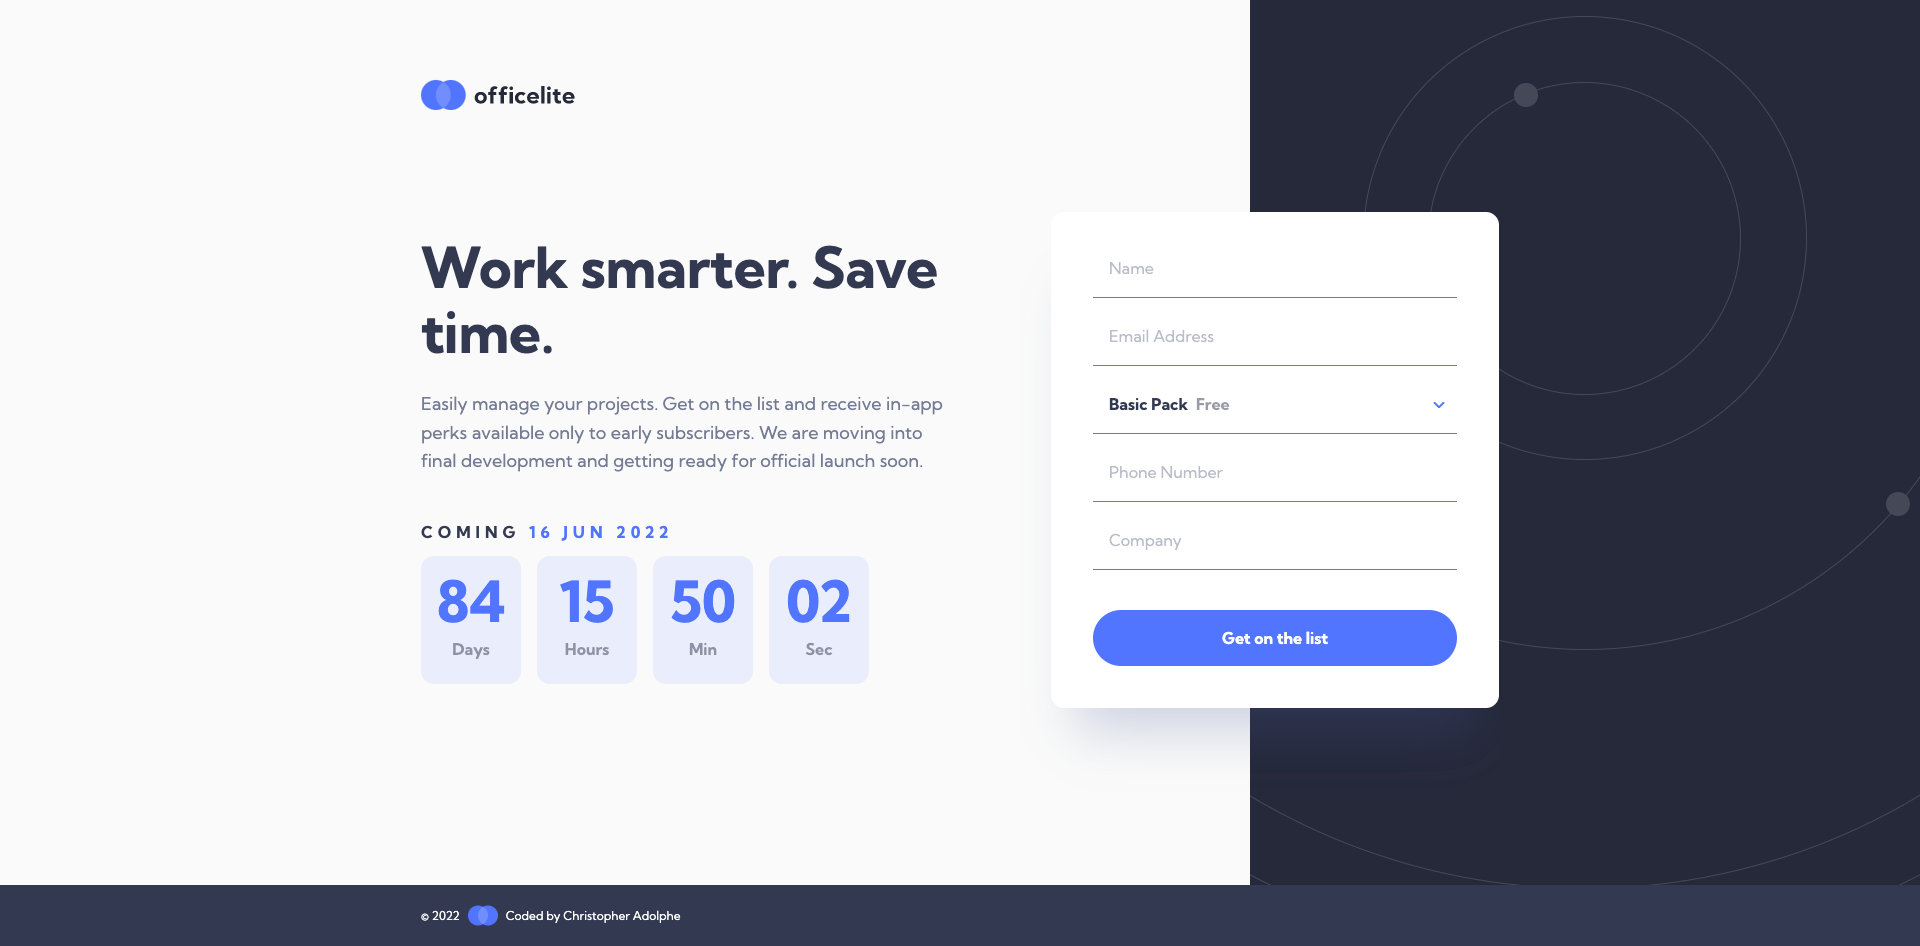 officelite
Work smarter. Save
time.
Easily manage your projects. Get on the list and receive in-app
perks available only to early subscribers. We are moving into
final development and getting ready for official launch soon.
COMING 16 JUN 2022
84 15 50 02
Days Hours Min Sec
Name
Email Address
Basic Pack Free
Phone Number
Company
Get on the list
© 2022 Coded by Christopher Adolphe